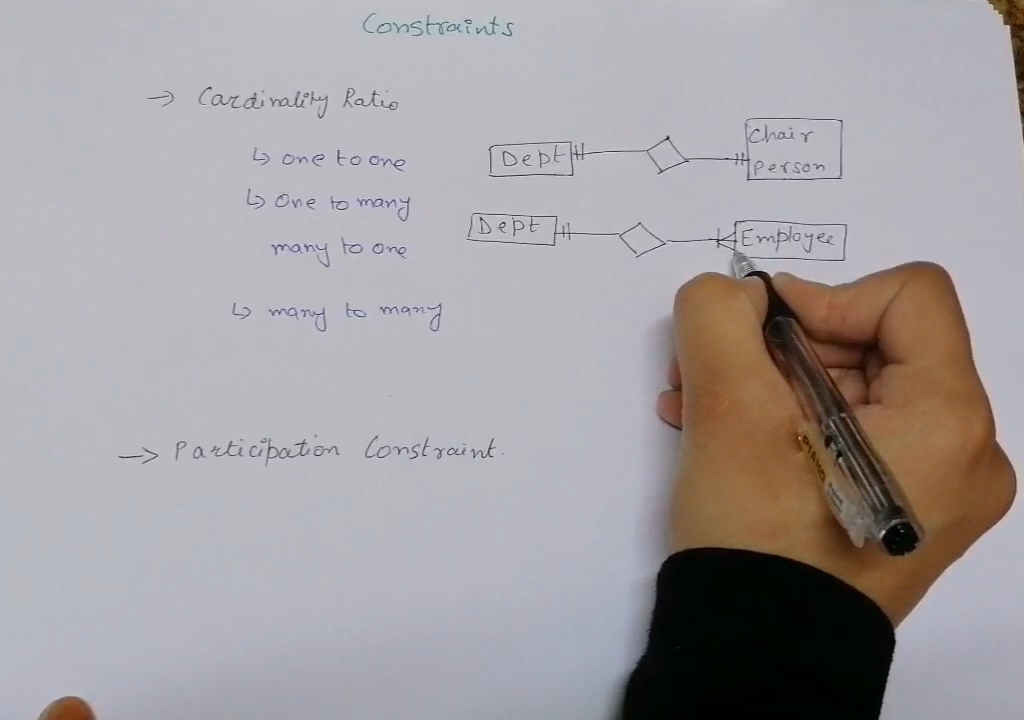 Constraints
→ Cardinality Ratio
↳ one to one
↳ One to many
many to one
↳ many to many
Dept
Chair
Person
Dept
Employee
→ Participation Constraint.
PIANO